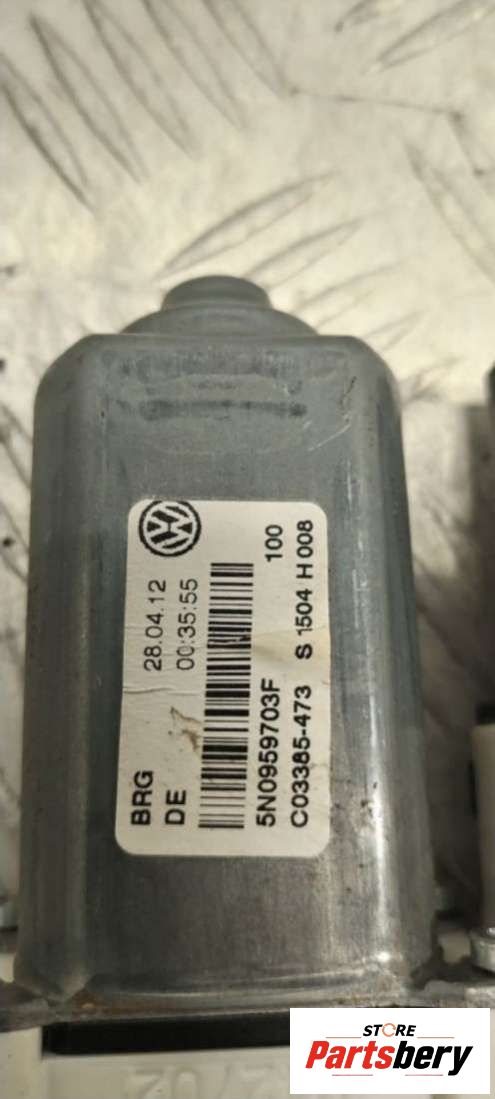 BRG 28.04.12
DE 00:35:55
5N0959703F 100
C03385-473 S 1504 H 008
STORE
Partsbery